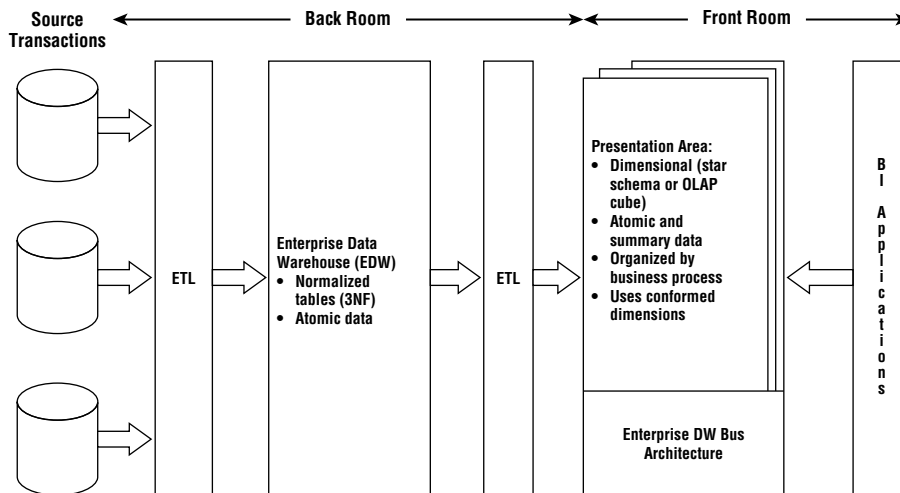 Source
Transactions
Back Room
Front Room
ETL
Enterprise Data
Warehouse (EDW)
• Normalized
tables (3NF)
• Atomic data
ETL
Presentation Area:
• Dimensional (star
schema or OLAP
cube)
• Atomic and
summary data
• Organized by
business process
• Uses conformed
dimensions
Enterprise DW Bus
Architecture
BI Applications